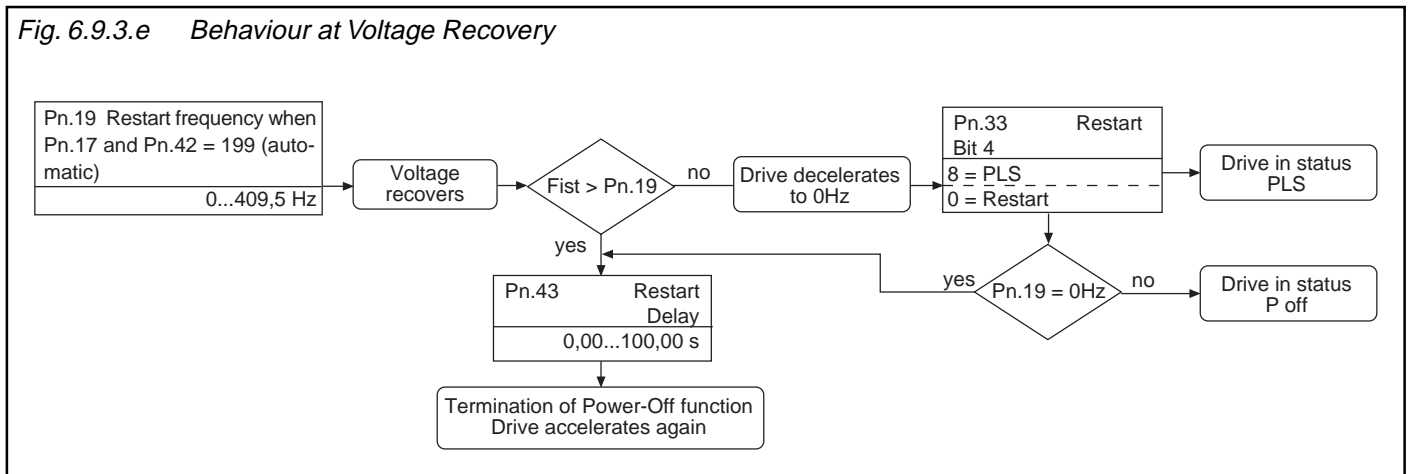 Fig. 6.9.3.e Behaviour at Voltage Recovery
Pn.19 Restart frequency when
Pn.17 and Pn.42 = 199 (auto-
matic)
0...409,5 Hz
Voltage
recovers
Fist > Pn.19
no
yes
Drive decelerates
to 0Hz
Pn.33 Restart
Bit 4
8 = PLS
0 = Restart
Drive in status
PLS
Pn.19 = 0Hz
yes
no
Drive in status
P off
Pn.43 Restart
Delay
0,00...100,00 s
Termination of Power-Off function
Drive accelerates again